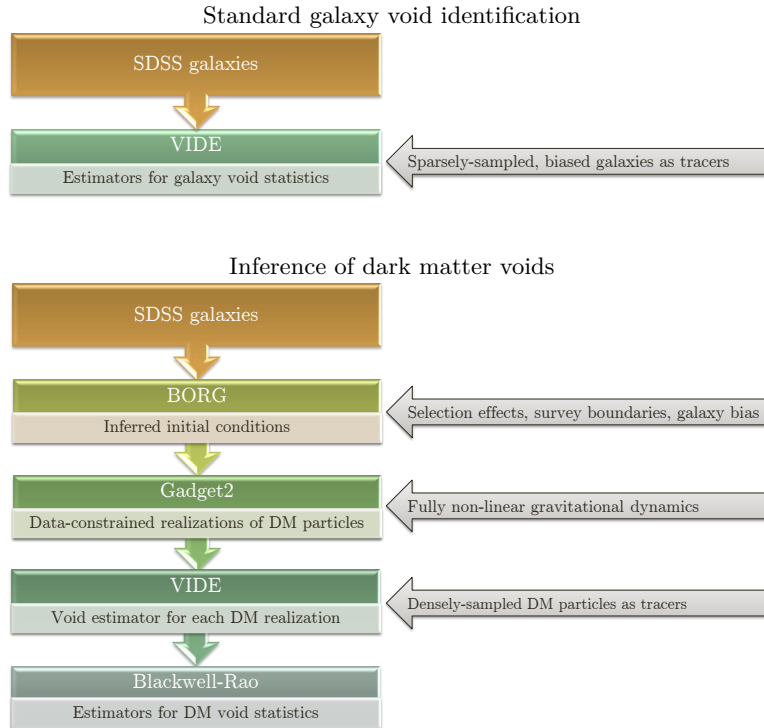 Standard galaxy void identification
SDSS galaxies
VIDE
Estimators for galaxy void statistics
Sparsely-sampled, biased galaxies as tracers
Inference of dark matter voids
SDSS galaxies
BORG
Inferred initial conditions
Selection effects, survey boundaries, galaxy bias
Gadget2
Data-constrained realizations of DM particles
Fully non-linear gravitational dynamics
VIDE
Void estimator for each DM realization
Densely-sampled DM particles as tracers
Blackwell-Rao
Estimators for DM void statistics